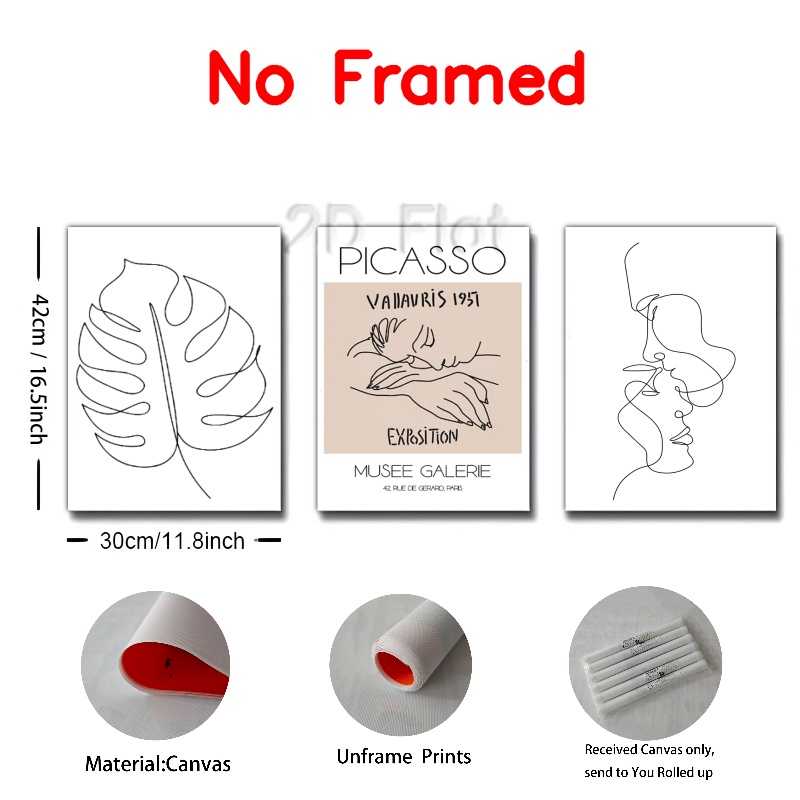 No Framed
2D Flat
PICASSO
VAllAURIS 1951
EXPOSITION
MUSEE GALERIE
42, RUE DE GERARD, PARIS
42cm / 16.5inch
30cm/11.8inch
Material:Canvas
Unframe Prints
Received Canvas only,
send to You Rolled up